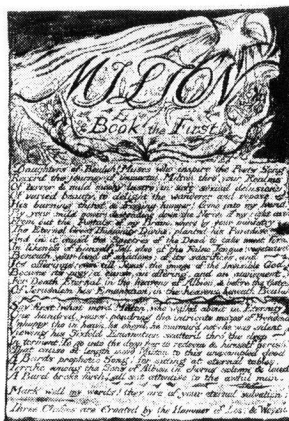 MILTON
Book the First
Daughters of Beulah! Muses who inspire the Poets Song
Record the journey of immortal Milton thro' your Realms
Of terror & mild moony lustre, in soft sexual delusions
Of varied beauty, to delight the wanderer and repose
His burning thirst & freezing hunger! Come into my hand
By your mild power; descending down the Nerves of my right arm
From out the Portals of my Brain, where by your ministry
The Eternal Great Humanity Divine. planted his Paradise,
And in it caus'd the Spectres of the Dead to take sweet forms
In likeness of himself. Tell also of the False Tongue! vegetated
Beneath your land of shadows: of its sacrifices, and
Its offerings; even till Jesus, the image of the Invisible God
Became its prey; a curse, an offering, and an atonement,
For Death Eternal in the heavens of Albion, & before the Gates
Of Jerusalem his Emanation, in the heavens beneath Beulah
Say first! what mov'd Milton, who walkd about in Eternity
One hundred years, pondring the intricate mazes of Providence
Unhappy tho in heav'n, he obey'd, he murmur'd not. he was silent
Viewing his Sixfold Emanation scatter'd thro' the deep
In torment! To go into the deep her to redeem & himself perish?
What cause at length mov'd Milton to this unexampled deed
A Bards prophetic Song! for sitting at eternal tables,
Terrific among the Sons of Albion in chorus solemn & loud
A Bard broke forth! all sat attentive to the awful man.
Mark well my words! they are of your eternal salvation:
Three Classes are Created by the Hammer of Los, & Woven